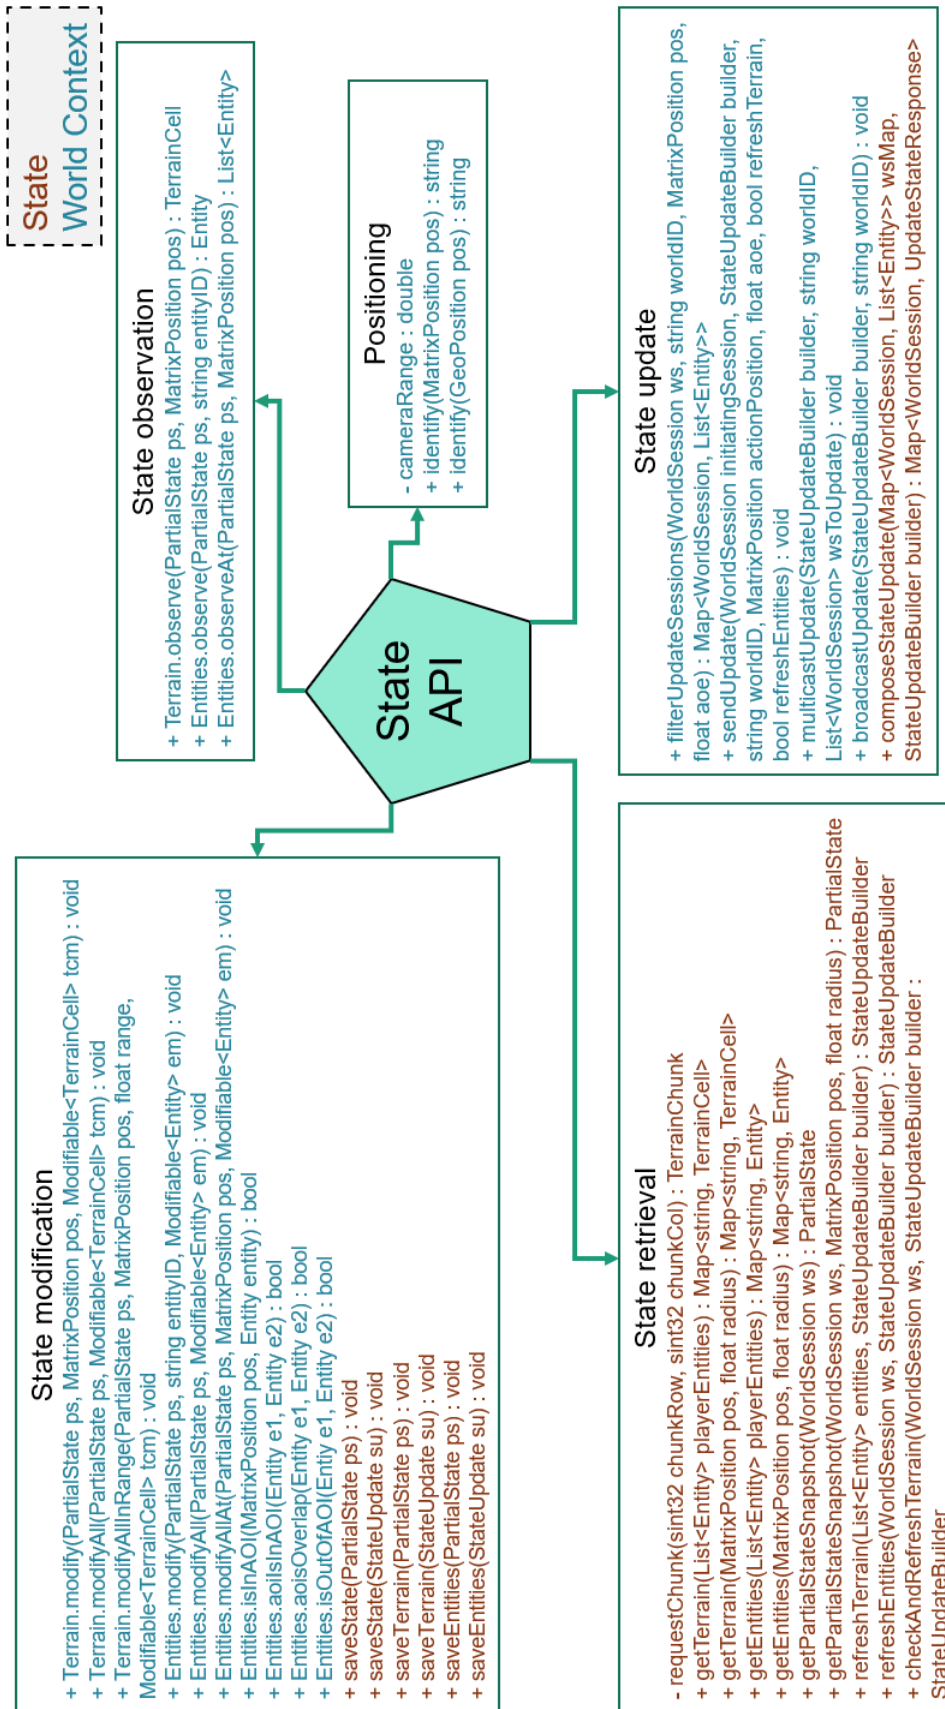 State
World Context
State modification
+ Terrain.modify(PartialState ps, MatrixPosition pos, Modifiable<TerrainCell> tcm) : void
+ Terrain.modifyAll(PartialState ps, Modifiable<TerrainCell> tcm) : void
+ Terrain.modifyAllInRange(PartialState ps, MatrixPosition pos, float range,
Modifiable<TerrainCell> tcm) : void
+ Entities.modify(PartialState ps, string entityID, Modifiable<Entity> em) : void
+ Entities.modifyAll(PartialState ps, Modifiable<Entity> em) : void
+ Entities.modifyAllAt(PartialState ps, MatrixPosition pos, Modifiable<Entity> em) : void
+ Entities.isInAOI(MatrixPosition pos, Entity entity) : bool
+ Entities.aoiIsInAOI(Entity e1, Entity e2) : bool
+ Entities.aoisOverlap(Entity e1, Entity e2) : bool
+ Entities.isOutOfAOI(Entity e1, Entity e2) : bool
+ saveState(PartialState ps) : void
+ saveState(StateUpdate su) : void
+ saveTerrain(PartialState ps) : void
+ saveTerrain(StateUpdate su) : void
+ saveEntities(PartialState ps) : void
+ saveEntities(StateUpdate su) : void
State observation
+ Terrain.observe(PartialState ps, MatrixPosition pos) : TerrainCell
+ Entities.observe(PartialState ps, string entityID) : Entity
+ Entities.observeAt(PartialState ps, MatrixPosition pos) : List<Entity>
Positioning
- cameraRange : double
+ identify(MatrixPosition pos) : string
+ identify(GeoPosition pos) : string
State
API
State retrieval
- requestChunk(sint32 chunkRow, sint32 chunkCol) : TerrainChunk
+ getTerrain(List<Entity> playerEntities) : Map<string, TerrainCell>
+ getTerrain(MatrixPosition pos, float radius) : Map<string, TerrainCell>
+ getEntities(List<Entity> playerEntities) : Map<string, Entity>
+ getEntities(MatrixPosition pos, float radius) : Map<string, Entity>
+ getPartialStateSnapshot(WorldSession ws) : PartialState
+ getPartialStateSnapshot(WorldSession ws, MatrixPosition pos, float radius) : PartialState
+ refreshTerrain(List<Entity> entities, StateUpdateBuilder builder) : StateUpdateBuilder
+ refreshEntities(WorldSession ws, StateUpdateBuilder builder) : StateUpdateBuilder
+ checkAndRefreshTerrain(WorldSession ws, StateUpdateBuilder builder :
StateUpdateBuilder
State update
+ filterUpdateSessions(WorldSession ws, string worldID, MatrixPosition pos,
float aoe) : Map<WorldSession, List<Entity>>
+ sendUpdate(WorldSession initiatingSession, StateUpdateBuilder builder,
string worldID, MatrixPosition actionPosition, float aoe, bool refreshTerrain,
bool refreshEntities) : void
+ multicastUpdate(StateUpdateBuilder builder, string worldID,
List<WorldSession> wsToUpdate) : void
+ broadcastUpdate(StateUpdateBuilder builder, string worldID) : void
+ composeStateUpdate(Map<WorldSession, List<Entity>> wsMap,
StateUpdateBuilder builder) : Map<WorldSession, UpdateStateResponse>